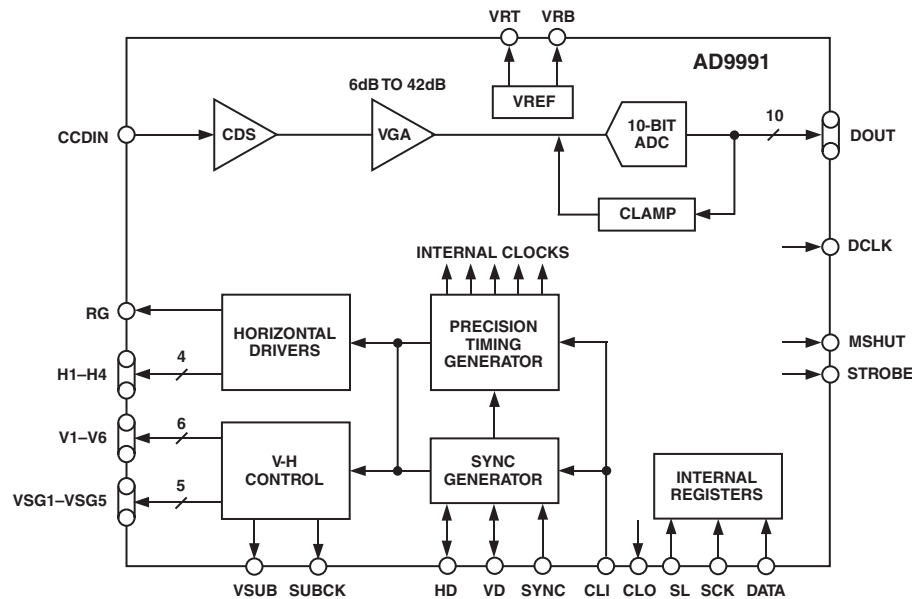 VRT VRB
AD9991
6dB TO 42dB
VREF
CCDIN
CDS
VGA
10-BIT
ADC
10
DOUT
CLAMP
DCLK
INTERNAL CLOCKS
RG
HORIZONTAL
DRIVERS
PRECISION
TIMING
GENERATOR
MSHUT
H1–H4
4
STROBE
V1–V6
6
V-H
CONTROL
SYNC
GENERATOR
INTERNAL
REGISTERS
VSG1–VSG5
5
VSUB SUBCK HD VD SYNC CLI CLO SL SCK DATA